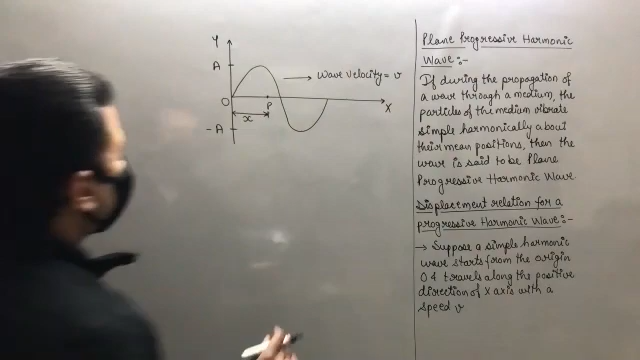 Y
A
→ Wave velocity = v
O
P
X
x
-A
Plane Progressive Harmonic
Wave:-
If during the propagation of
a wave through a medium, the
particles of the medium vibrate
simple harmonically about
their mean positions, then the
wave is said to be Plane
Progressive Harmonic Wave.
Displacement relation for a
progressive Harmonic Wave:-
→ Suppose a simple harmonic
wave starts from the origin
O & travels along the positive
direction of X axis with a
speed v